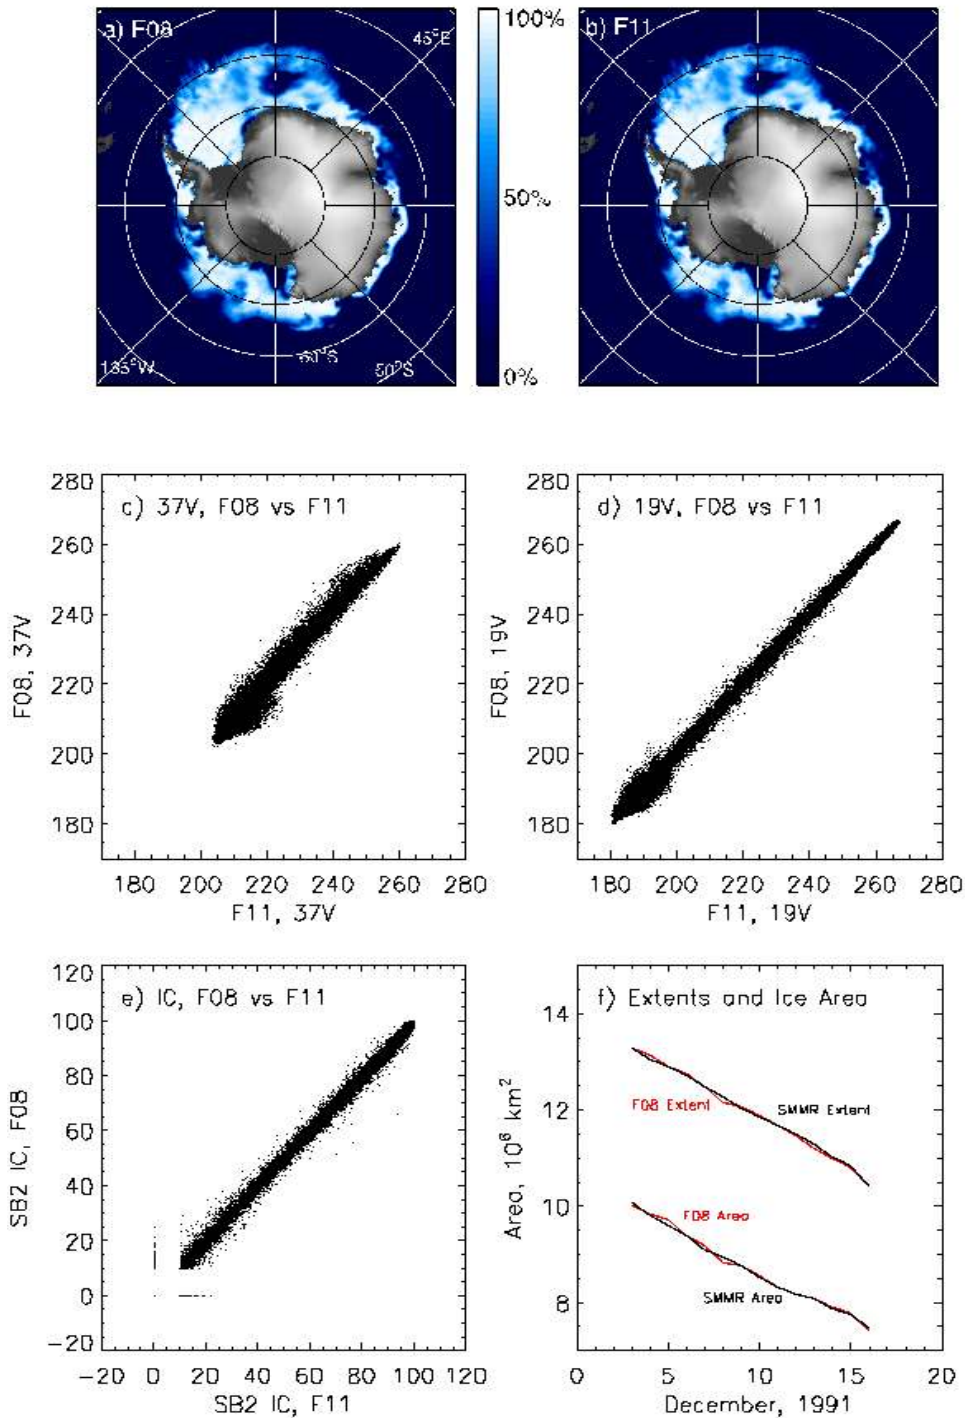 a) F08
45°E
135°W
60°S
50°S
100%
50%
0%
b) F11
c) 37V, F08 vs F11
F08, 37V
280
260
240
220
200
180
180 200 220 240 260 280
F11, 37V
d) 19V, F08 vs F11
F08, 19V
280
260
240
220
200
180
180 200 220 240 260 280
F11, 19V
e) IC, F08 vs F11
SB2 IC, F08
120
100
80
60
40
20
0
-20
-20 0 20 40 60 80 100 120
SB2 IC, F11
f) Extents and Ice Area
Area, 10⁶ km²
14
12
10
8
F08 Extent
SMMR Extent
F08 Area
SMMR Area
0 5 10 15 20
December, 1991